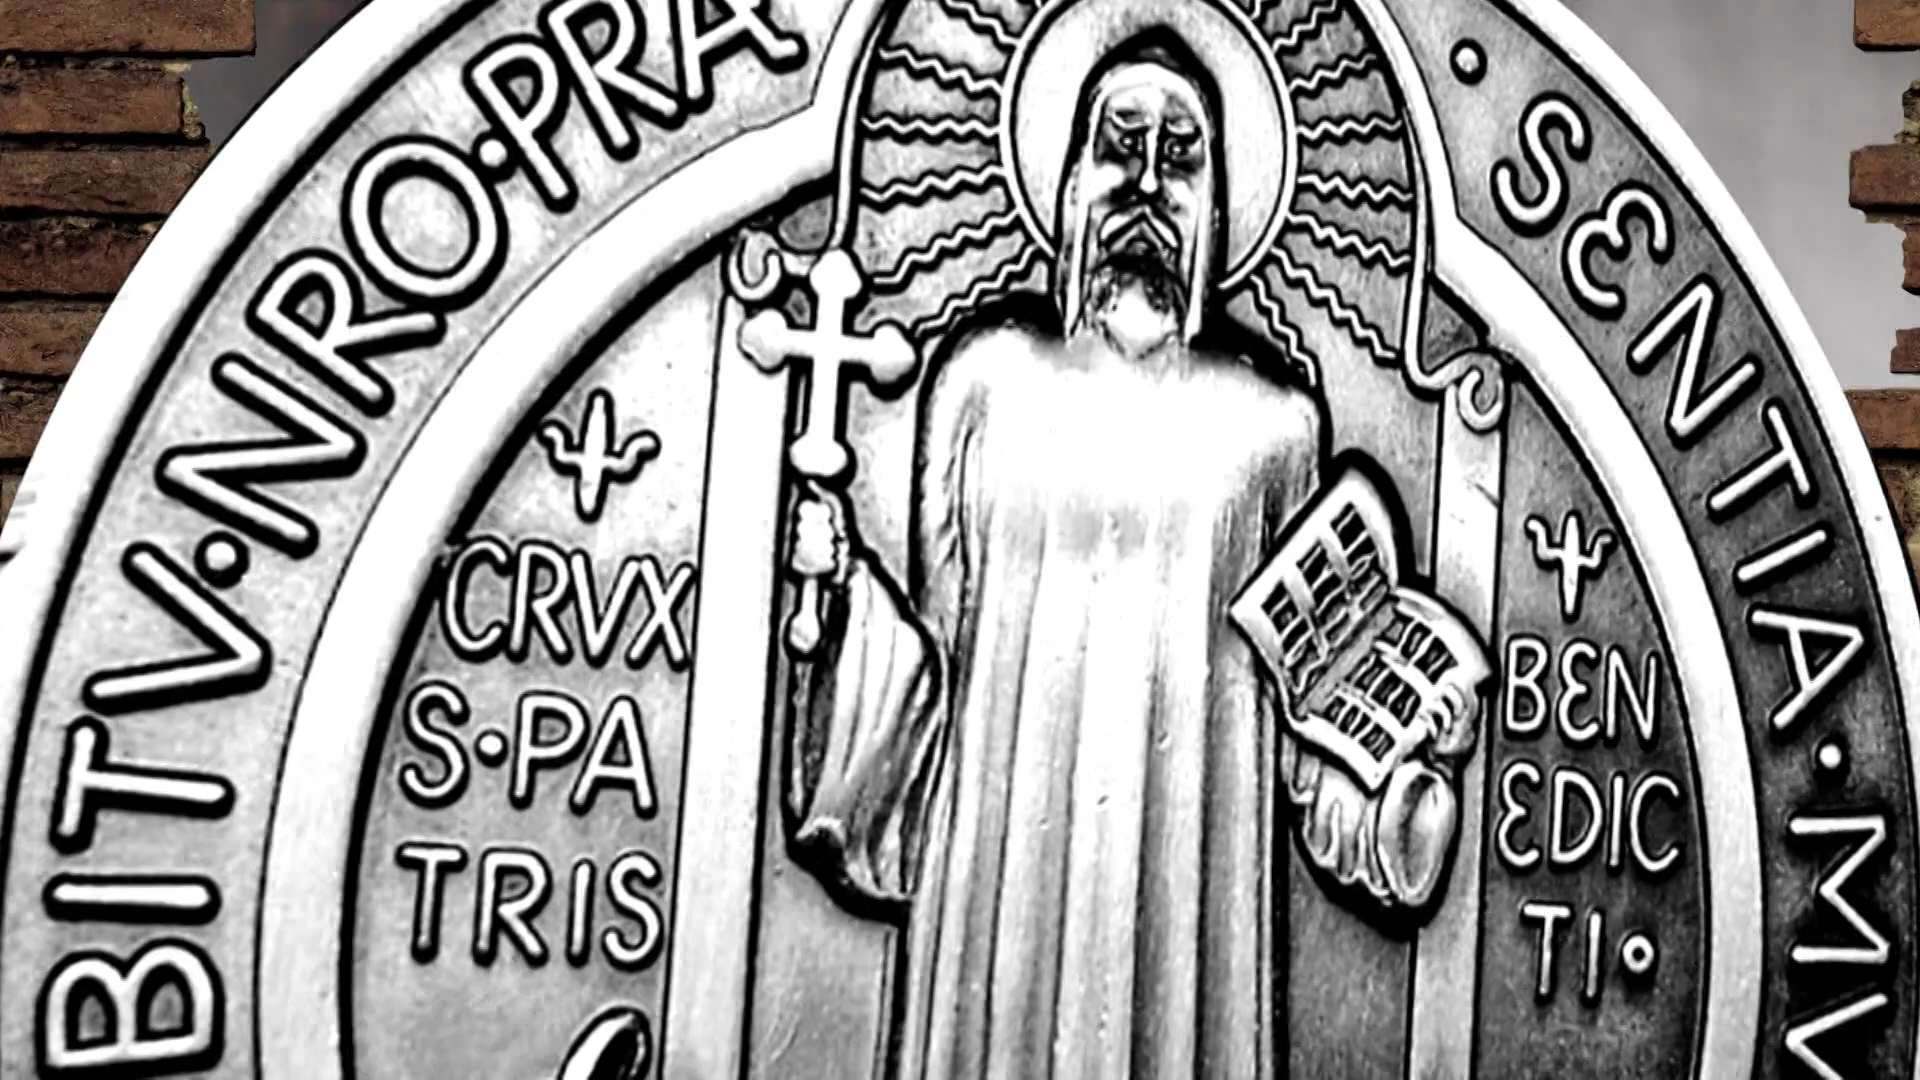 BITV·NRO·PRA
· SENTIA·MV
CRVX
S·PA
TRIS
BEN
EDIC
TI·